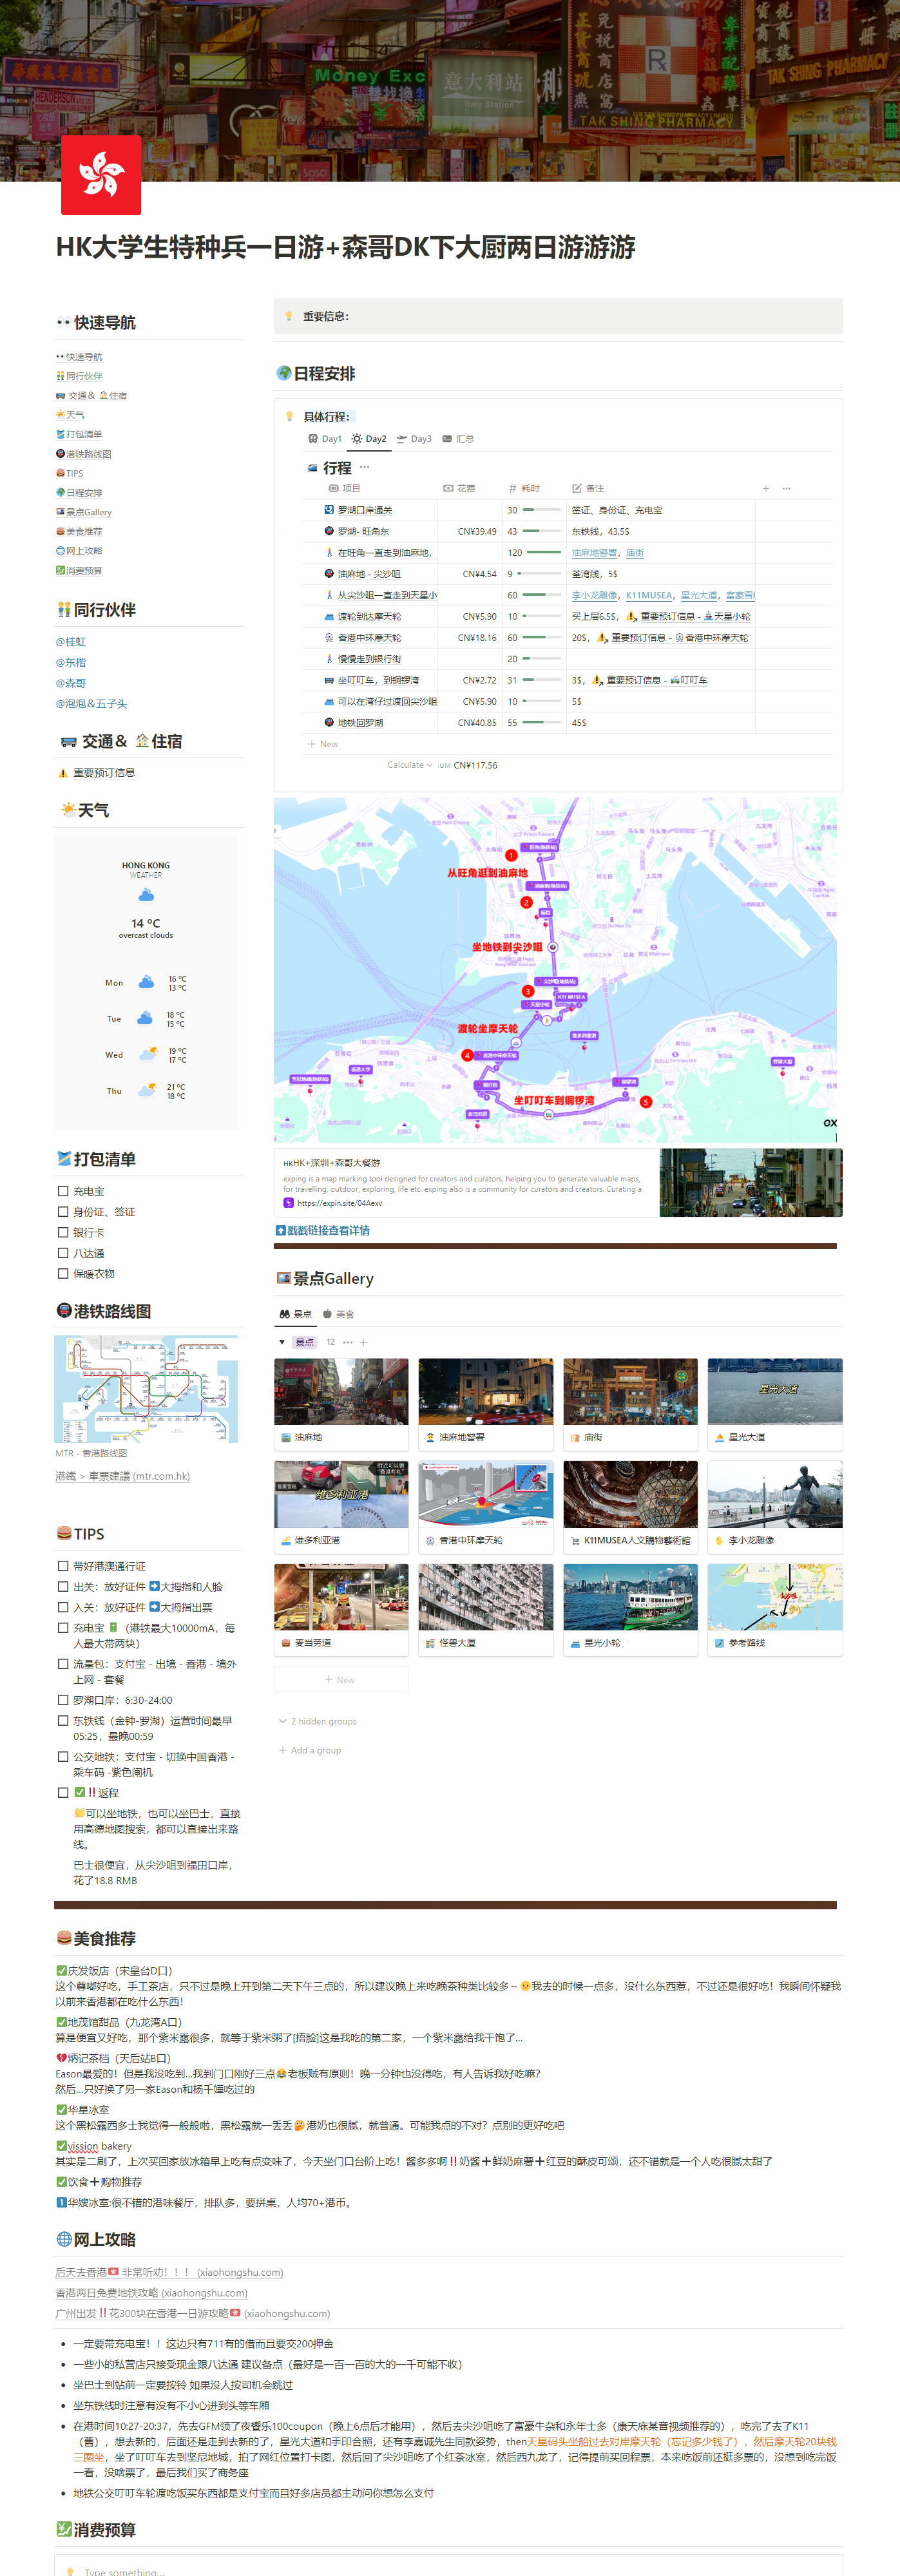 Money Exc
意大利站
Italy Station
TAK SHING PHARMACY
TAK SHING PHARMACY
HK大学生特种兵一日游+森哥DK下大厨两日游游游
👀快速导航
👀快速导航
👬同行伙伴
🚌 交通＆ 🏡住宿
🌤天气
打包清单
🚇港铁路线图
🍔TIPS
🌍日程安排
🖼景点Gallery
🍔美食推荐
🌐网上攻略
💹消费预算
👬同行伙伴
@桂虹
@东楷
@森哥
@泡泡＆五子头
🚌 交通＆ 🏡住宿
⚠️ 重要预订信息
🌤天气
HONG KONG
WEATHER
14 °C
overcast clouds
Mon 16 °C 13 °C
Tue 18 °C 15 °C
Wed 19 °C 17 °C
Thu 21 °C 18 °C
打包清单
充电宝
身份证、签证
银行卡
八达通
保暖衣物
🚇港铁路线图
MTR - 香港路线图
港鐵 > 車票建議 (mtr.com.hk)
🍔TIPS
带好港澳通行证
出关：放好证件 ➡️大拇指和人脸
入关：放好证件 ➡️大拇指出票
充电宝 🔋（港铁最大10000mA，每
人最大带两块）
流量包：支付宝 - 出境 - 香港 - 境外
上网 - 套餐
罗湖口岸：6:30-24:00
东铁线（金钟-罗湖）运营时间最早
05:25，最晚00:59
公交地铁：支付宝 - 切换中国香港 -
乘车码 -紫色闸机
✅‼️返程
👏可以坐地铁，也可以坐巴士，直接
用高德地图搜索，都可以直接出来路
线。
巴士很便宜，从尖沙咀到福田口岸，
花了18.8 RMB
💡 重要信息：
🌍日程安排
💡 具体行程：
Day1 Day2 Day3 汇总
🚄 行程 ···
项目 花费 # 耗时 备注 + ···
罗湖口岸通关 30 签证、身份证、充电宝
罗湖- 旺角东 CN¥39.49 43 东铁线，43.5$
在旺角一直走到油麻地， 120 油麻地警署，庙街
油麻地 - 尖沙咀 CN¥4.54 9 荃湾线，5$
从尖沙咀一直走到天星小 60 李小龙雕像，K11MUSEA，星光大道，富豪雪
渡轮到达摩天轮 CN¥5.90 10 买上层6.5$，⚠️ 重要预订信息 - 天星小轮
香港中环摩天轮 CN¥18.16 60 20$，⚠️ 重要预订信息 - 🎡香港中环摩天轮
慢慢走到银行街 20
坐叮叮车，到铜锣湾 CN¥2.72 31 3$，⚠️ 重要预订信息 - 叮叮车
可以在湾仔过渡回尖沙咀 CN¥5.90 10 5$
地铁回罗湖 CN¥40.85 55 45$
+ New
Calculate UM CN¥117.56
1
从旺角逛到油麻地
2
坐地铁到尖沙咀
3
K11 MUSEA
渡轮坐摩天轮
4
坐叮叮车到铜锣湾
5
HK+深圳+森哥大餐游
exping is a map marking tool designed for creators and curators, helping you to generate valuable maps,
for travelling, outdoor, exploring, life etc. exping also is a community for curators and creators. Curating a
https://expin.site/04Aexv
⬆️戳戳链接查看详情
🖼景点Gallery
景点 美食
▼ 景点 12 ··· +
油麻地
油麻地警署
庙街
星光大道
星光大道
维多利亚港
维多利亚港
香港中环摩天轮
K11MUSEA人文購物藝術館
李小龙雕像
麦当劳道
怪兽大厦
星光小轮
参考路线
+ New
2 hidden groups
+ Add a group
🍔美食推荐
✅庆发饭店（宋皇台D口）
这个尊嘟好吃，手工茶店，只不过是晚上开到第二天下午三点的，所以建议晚上来吃晚茶种类比较多～😶我去的时候一点多，没什么东西惹，不过还是很好吃！我瞬间怀疑我
以前来香港都在吃什么东西！
✅地茂馆甜品（九龙湾A口）
算是便宜又好吃，那个紫米露很多，就等于紫米粥了[捂脸]这是我吃的第二家，一个紫米露给我干饱了...
💔炳记茶档（天后站B口）
Eason最爱的！但是我没吃到...我到门口刚好三点😂老板贼有原则！晚一分钟也没得吃，有人告诉我好吃嘛？
然后...只好换了另一家Eason和杨千嬅吃过的
✅华星冰室
这个黑松露西多士我觉得一般般啦，黑松露就一丢丢🤔港奶也很腻，就普通。可能我点的不对？点别的更好吃吧
✅vission bakery
其实是二刷了，上次买回家放冰箱早上吃有点变味了，今天坐门口台阶上吃！酱多多啊‼️奶酱➕鲜奶麻薯➕红豆的酥皮可颂，还不错就是一个人吃很腻太甜了
✅饮食➕购物推荐
1️⃣华嫂冰室:很不错的港味餐厅，排队多，要拼桌，人均70+港币。
🌐网上攻略
后天去香港🇭🇰 非常听劝！！！ (xiaohongshu.com)
香港两日免费地铁攻略 (xiaohongshu.com)
广州出发‼️花300块在香港一日游攻略🇭🇰 (xiaohongshu.com)
• 一定要带充电宝！！这边只有711有的借而且要交200押金
• 一些小的私营店只接受现金跟八达通 建议备点（最好是一百一百的大的一千可能不收）
• 坐巴士到站前一定要按铃 如果没人按司机会跳过
• 坐东铁线时注意有没有不小心进到头等车厢
• 在港时间10:27-20:37，先去GFM领了夜饗乐100coupon（晚上6点后才能用），然后去尖沙咀吃了富豪牛杂和永年士多（康天庥某音视频推荐的），吃完了去了K11
（舊），想去新的，后面还是走到去新的了，星光大道和手印合照，还有李嘉诚先生同款姿势，then天星码头坐船过去对岸摩天轮（忘记多少钱了），然后摩天轮20块钱
三圈坐，坐了叮叮车去到坚尼地城，拍了网红位置打卡图，然后回了尖沙咀吃了个红茶冰室，然后西九龙了，记得提前买回程票，本来吃饭前还挺多票的，没想到吃完饭
一看，没啥票了，最后我们买了商务座
• 地铁公交叮叮车轮渡吃饭买东西都是支付宝而且好多店员都主动问你想怎么支付
💹消费预算
💡 Type something...